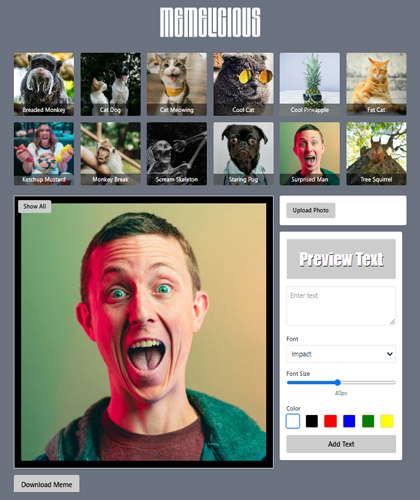 MEMELICIOUS
Breaded Monkey
Cat Dog
Cat Meowing
Cool Cat
Cool Pineapple
Fat Cat
Ketchup Mustard
Monkey Break
Scream Skeleton
Staring Pug
Surprised Man
Tree Squirrel
Show All
Upload Photo
Preview Text
Enter text
Font
Impact
Font Size
40px
Color
Add Text
Download Meme